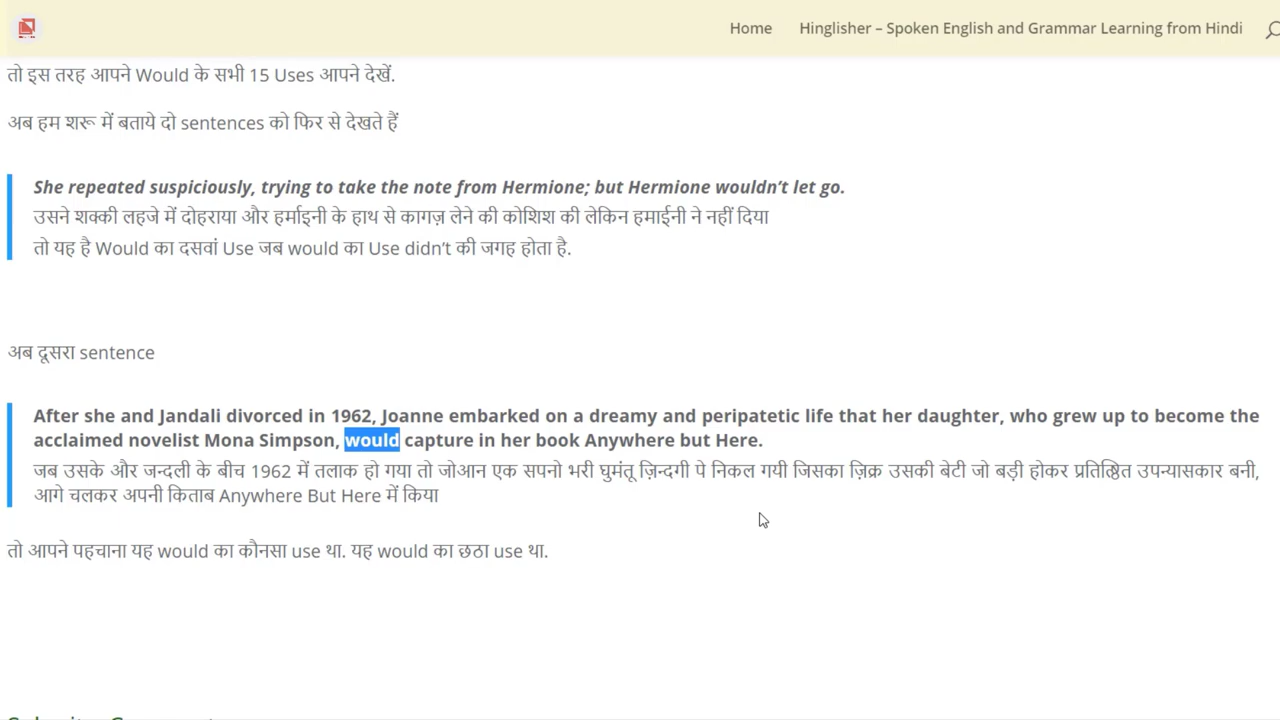 Home Hinglisher – Spoken English and Grammar Learning from Hindi
तो इस तरह आपने Would के सभी 15 Uses आपने देखें.
अब हम शरू में बताये दो sentences को फिर से देखते हैं
She repeated suspiciously, trying to take the note from Hermione; but Hermione wouldn’t let go.
उसने शक्की लहजे में दोहराया और हर्माइनी के हाथ से कागज़ लेने की कोशिश की लेकिन हमाईनी ने नहीं दिया
तो यह है Would का दसवां Use जब would का Use didn’t की जगह होता है.
अब दूसरा sentence
After she and Jandali divorced in 1962, Joanne embarked on a dreamy and peripatetic life that her daughter, who grew up to become the
acclaimed novelist Mona Simpson, would capture in her book Anywhere but Here.
जब उसके और जन्दली के बीच 1962 में तलाक हो गया तो जोआन एक सपनो भरी घुमंतू ज़िन्दगी पे निकल गयी जिसका ज़िक्र उसकी बेटी जो बड़ी होकर प्रतिष्ठित उपन्यासकार बनी,
आगे चलकर अपनी किताब Anywhere But Here में किया
तो आपने पहचाना यह would का कौनसा use था. यह would का छठा use था.